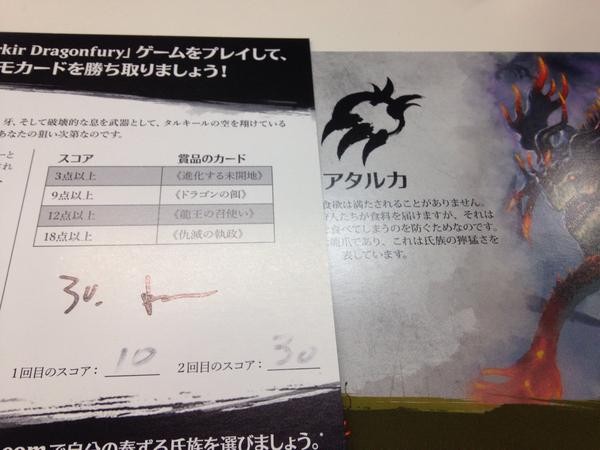 rkir Dragonfury」ゲームをプレイして、
モカードを勝ち取りましょう!
牙、そして破壊的な息を武器として、タルキールの空を翔けている
あなたの狙い次第なのです。
ーと
され
スコア 賞品のカード
3点以上 《進化する未開地》
9点以上 《ドラゴンの餌》
12点以上 《龍王の召使い》
18点以上 《仇滅の執政》
30.
1回目のスコア: 10 2回目のスコア: 30
.comで自分の奉ずる氏族を選びましょう。
アタルカ
食欲は満たされることがありません。
人たちが食料を届けますが、それは
食べてしまうのを防ぐためなのです。
龍爪であり、これは氏族の獰猛さを
表しています。